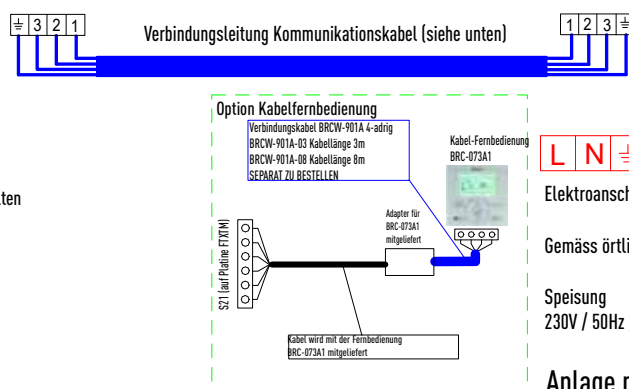 ⏚ 3 2 1
Verbindungsleitung Kommunikationskabel (siehe unten)
1 2 3 ⏚
Option Kabelfernbedienung
Verbindungskabel BRCW-901A 4-adrig
BRCW-901A-03 Kabellänge 3m
BRCW-901A-08 Kabellänge 8m
SEPARAT ZU BESTELLEN
Kabel-Fernbedienung
BRC-073A1
L N ⏚
ten
Elektroansch
Adapter für
BRC-073A1
mitgeliefert
S21 (auf Platine FTXTM)
Gemäss örtli
Speisung
230V / 50Hz
Kabel wird mit der Fernbedienung
BRC-073A1 mitgeliefert
Anlage